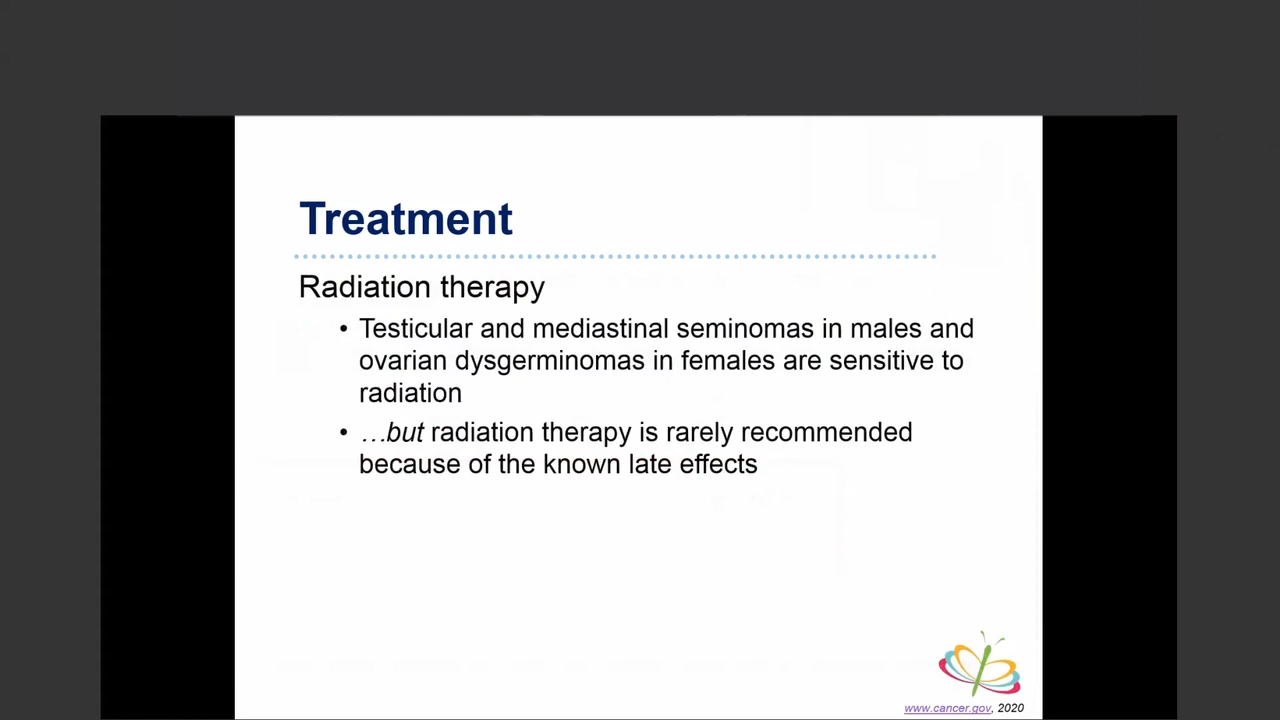 Treatment
Radiation therapy
• Testicular and mediastinal seminomas in males and
ovarian dysgerminomas in females are sensitive to
radiation
• …but radiation therapy is rarely recommended
because of the known late effects
www.cancer.gov, 2020